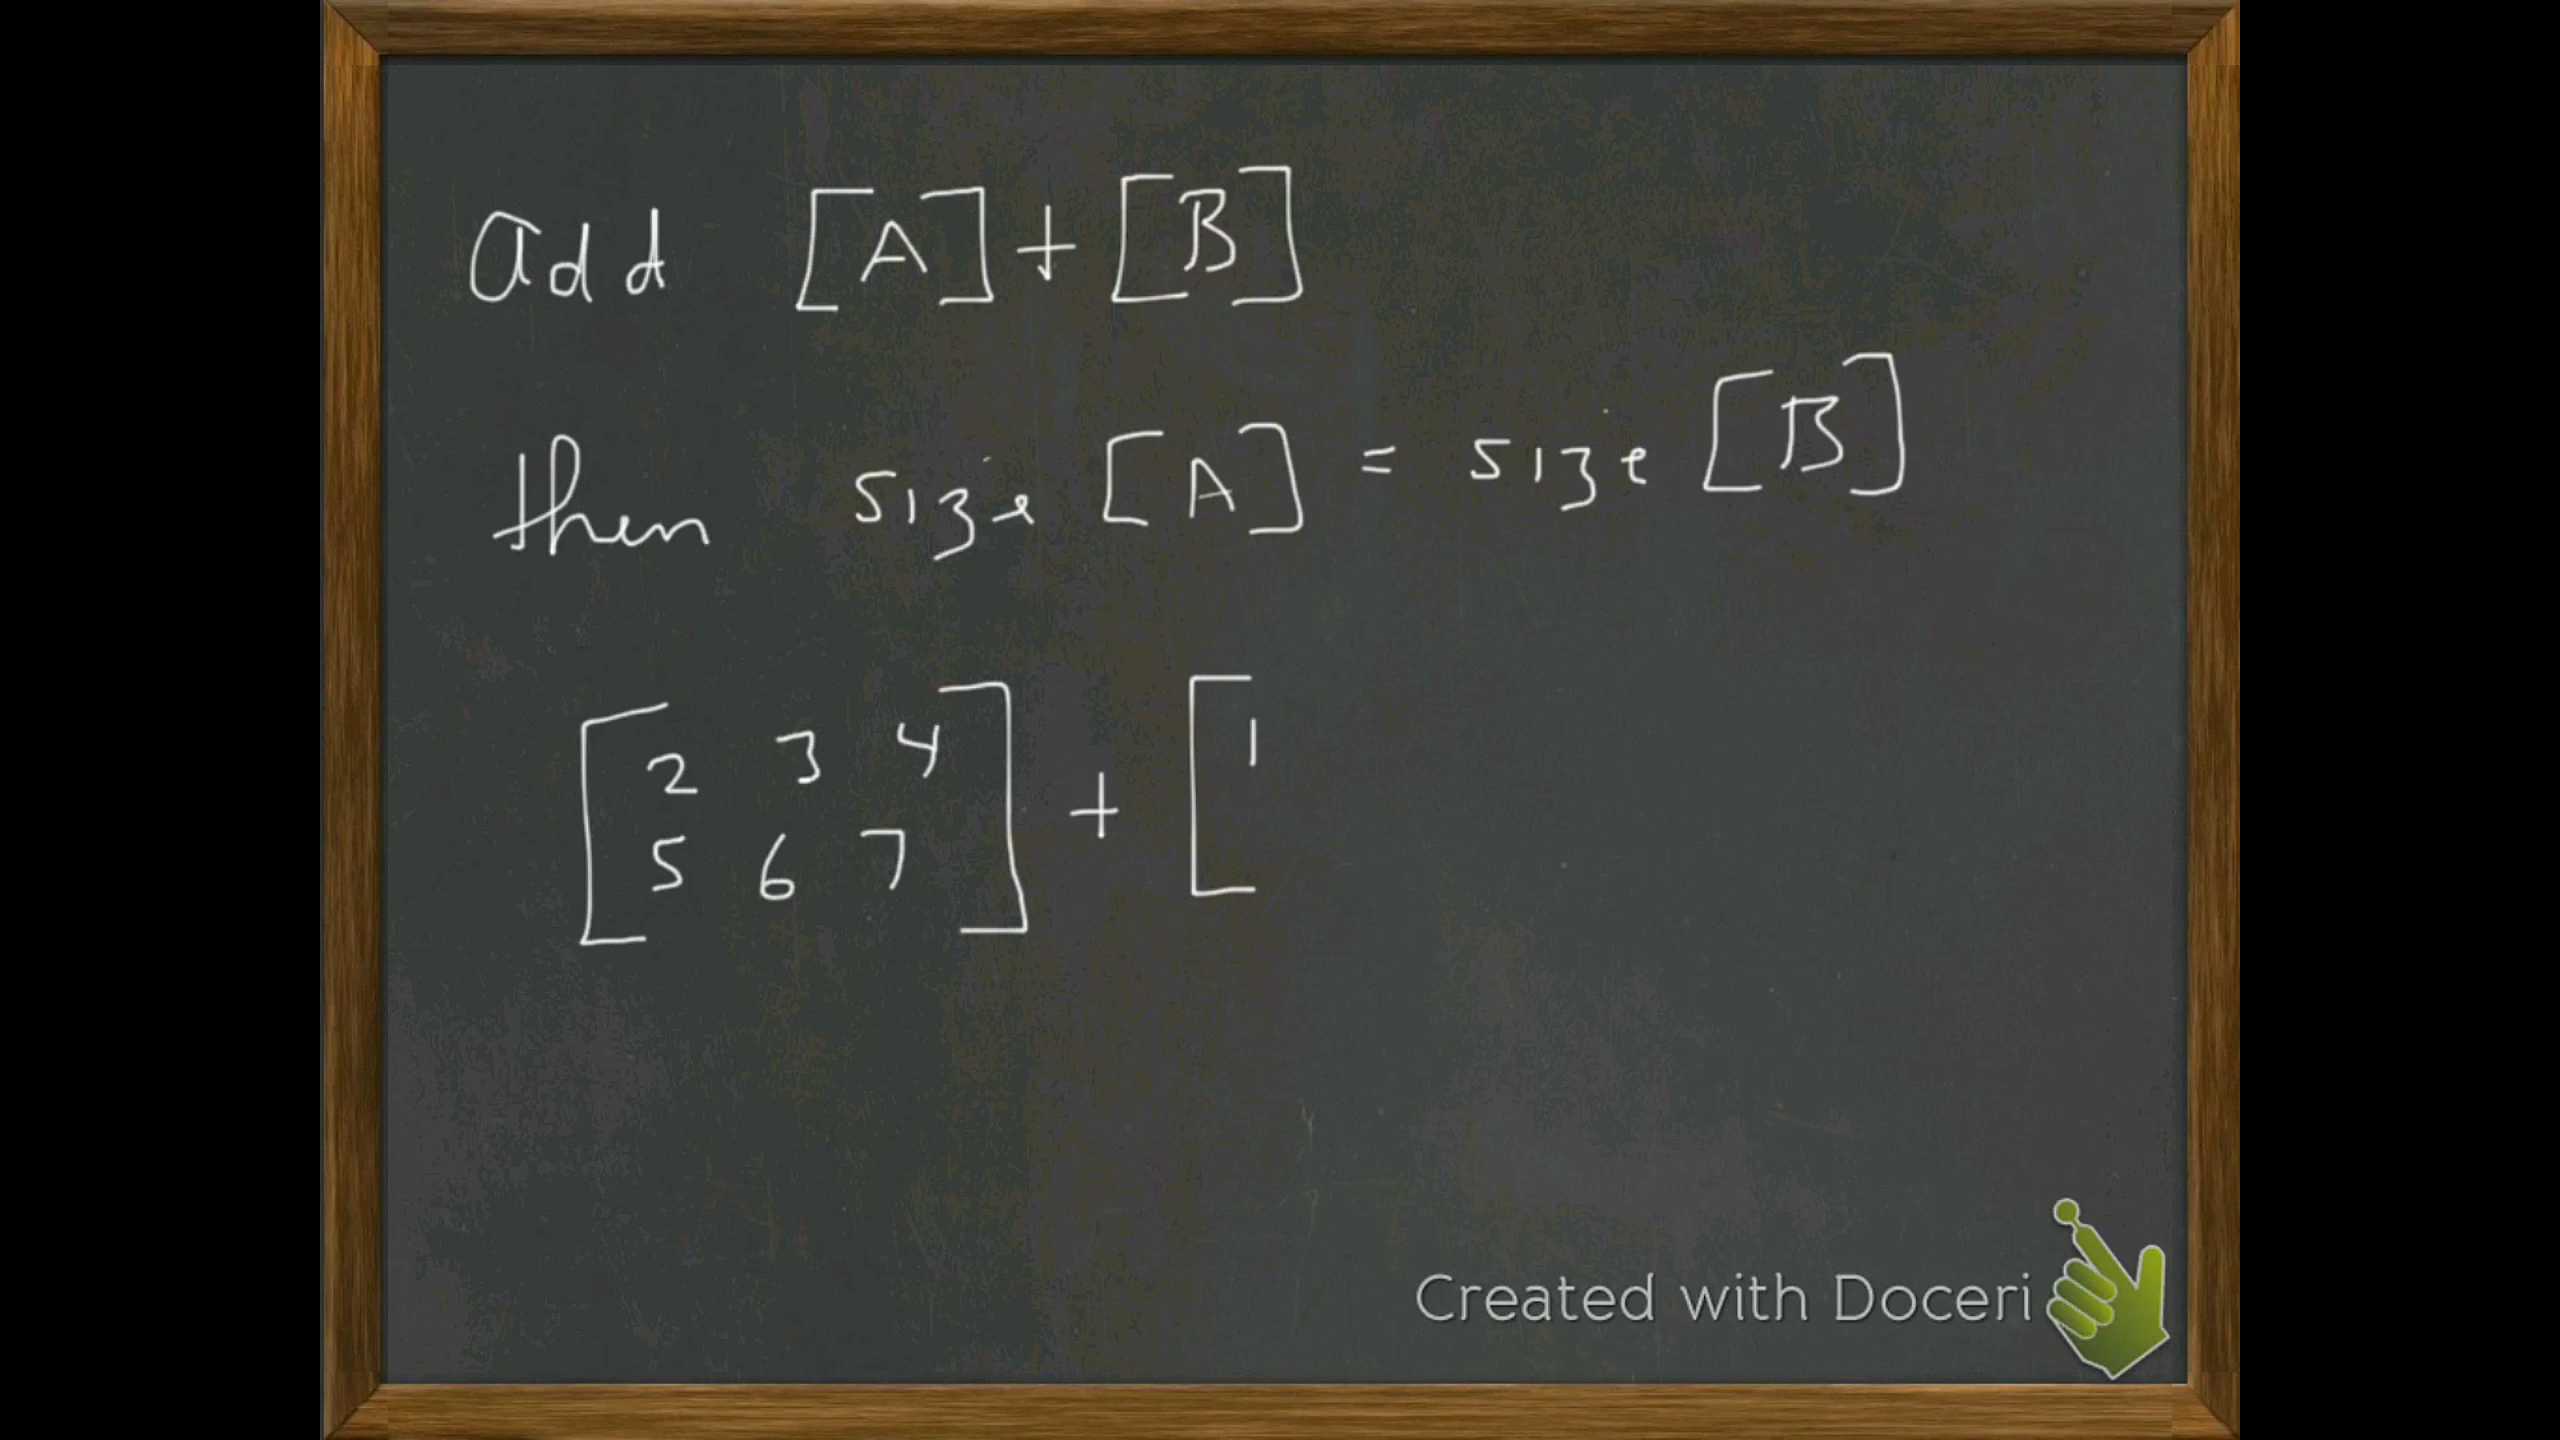 add [A] + [B]
then size [A] = size [B]
[2 3 4
5 6 7] + [1
Created with Doceri